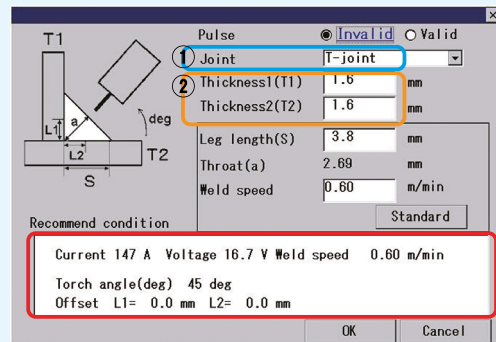 Pulse Invalid Valid
① Joint T-joint
② Thickness1(T1) 1.6 mm
Thickness2(T2) 1.6 mm
Leg length(S) 3.8 mm
Throat(a) 2.69 mm
Weld speed 0.60 m/min
Standard
T1
a
deg
L1
L2
T2
S
Recommend condition
Current 147 A Voltage 16.7 V Weld speed 0.60 m/min
Torch angle(deg) 45 deg
Offset L1= 0.0 mm L2= 0.0 mm
OK Cancel